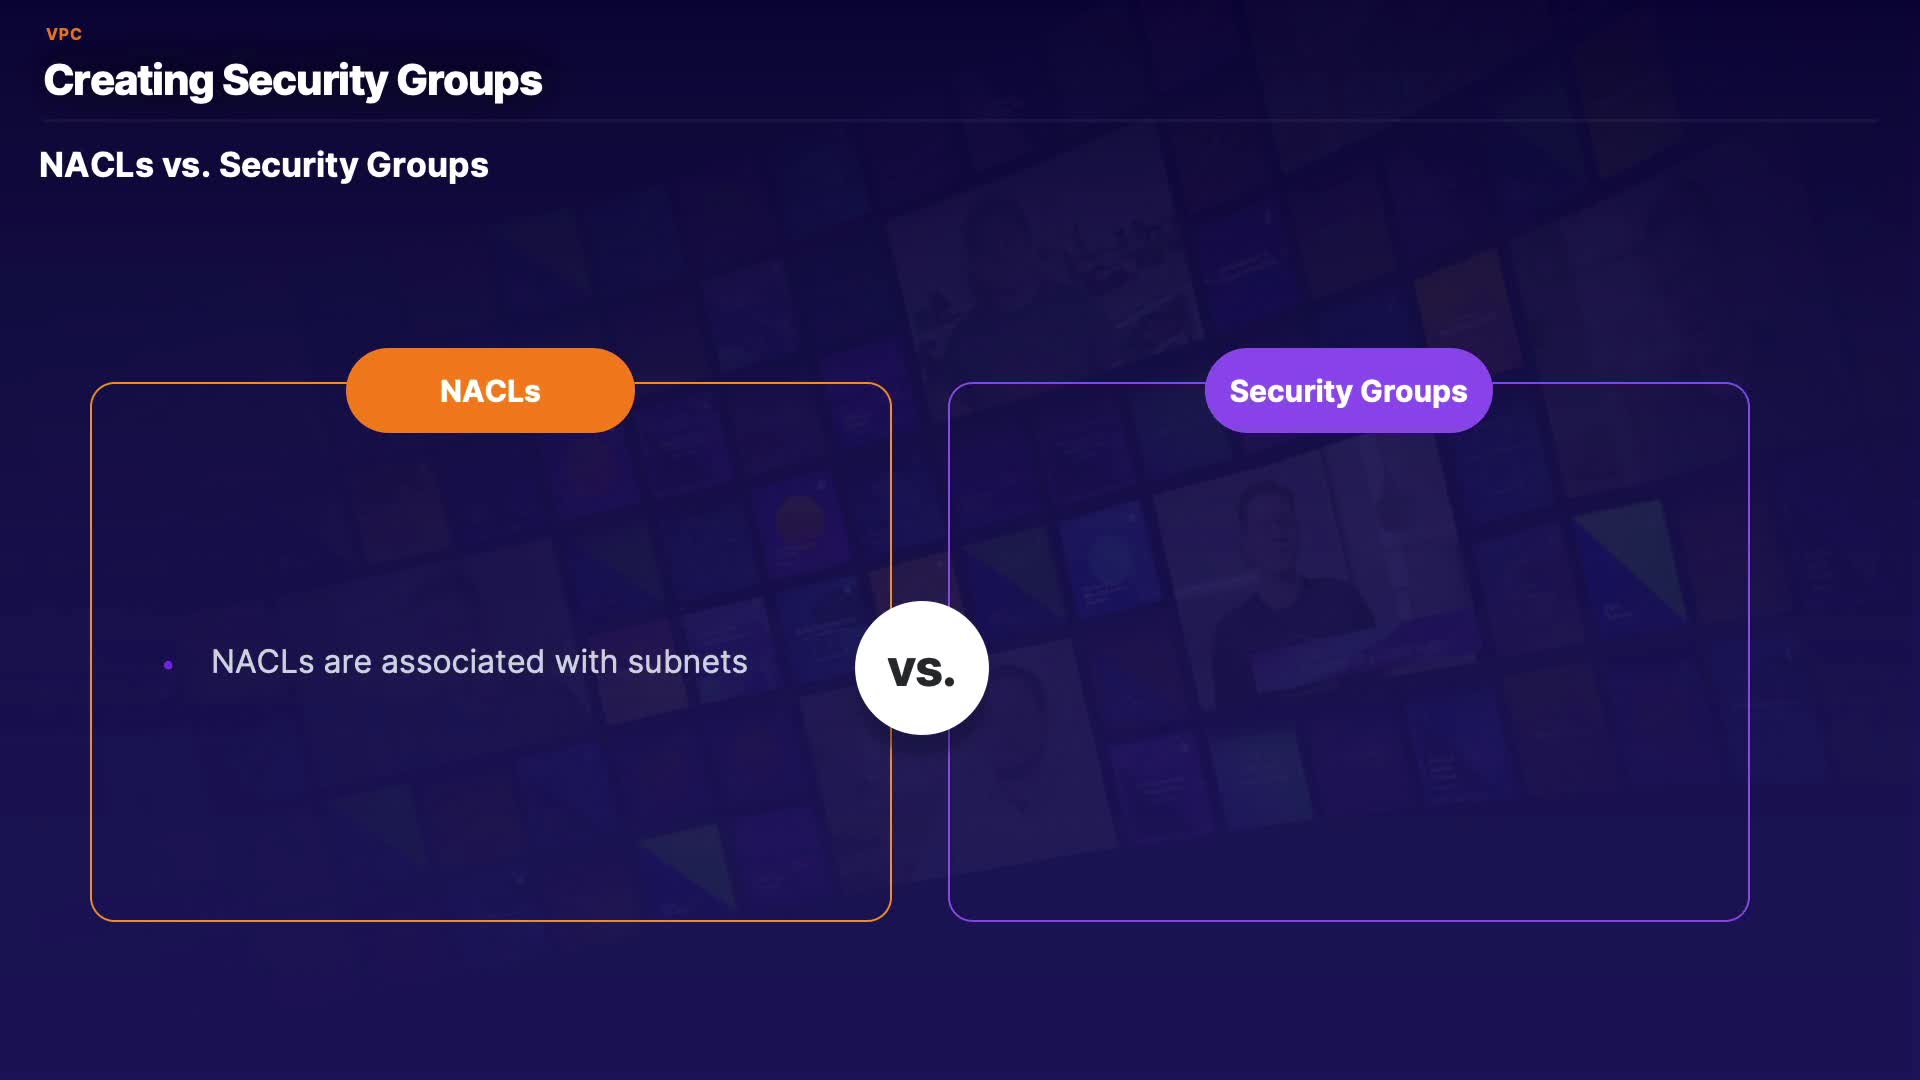 VPC
Creating Security Groups
NACLs vs. Security Groups
NACLs
Security Groups
• NACLs are associated with subnets
vs.